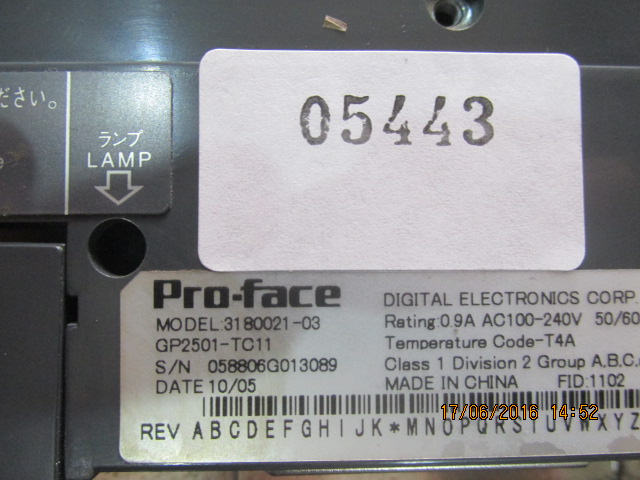 ださい。
ランプ
LAMP
e
05443
Pro-face
DIGITAL ELECTRONICS CORP.
MODEL:3180021-03
Rating:0.9A AC100-240V 50/60
GP2501-TC11
Temperature Code-T4A
S/N 058806G013089
Class 1 Division 2 Group A,B,C,
DATE 10/05
MADE IN CHINA FID:1102
17/06/2016 14:52
REV ABCDEFGHIJK*MNOPQRSTUVWXYZ